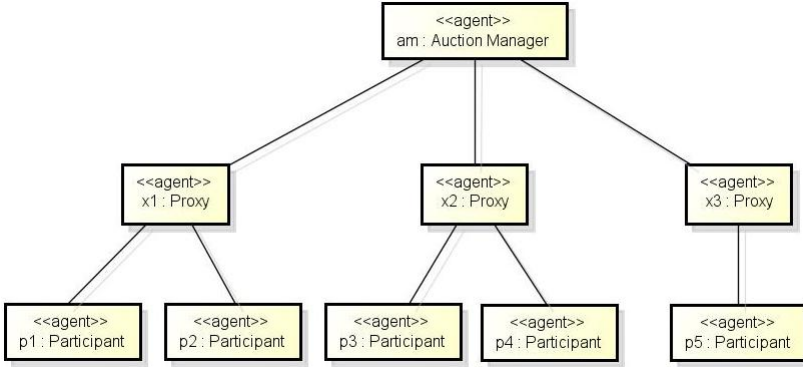 <<agent>>
am : Auction Manager
<<agent>>
x1 : Proxy
<<agent>>
x2 : Proxy
<<agent>>
x3 : Proxy
<<agent>>
p1 : Participant
<<agent>>
p2 : Participant
<<agent>>
p3 : Participant
<<agent>>
p4 : Participant
<<agent>>
p5 : Participant